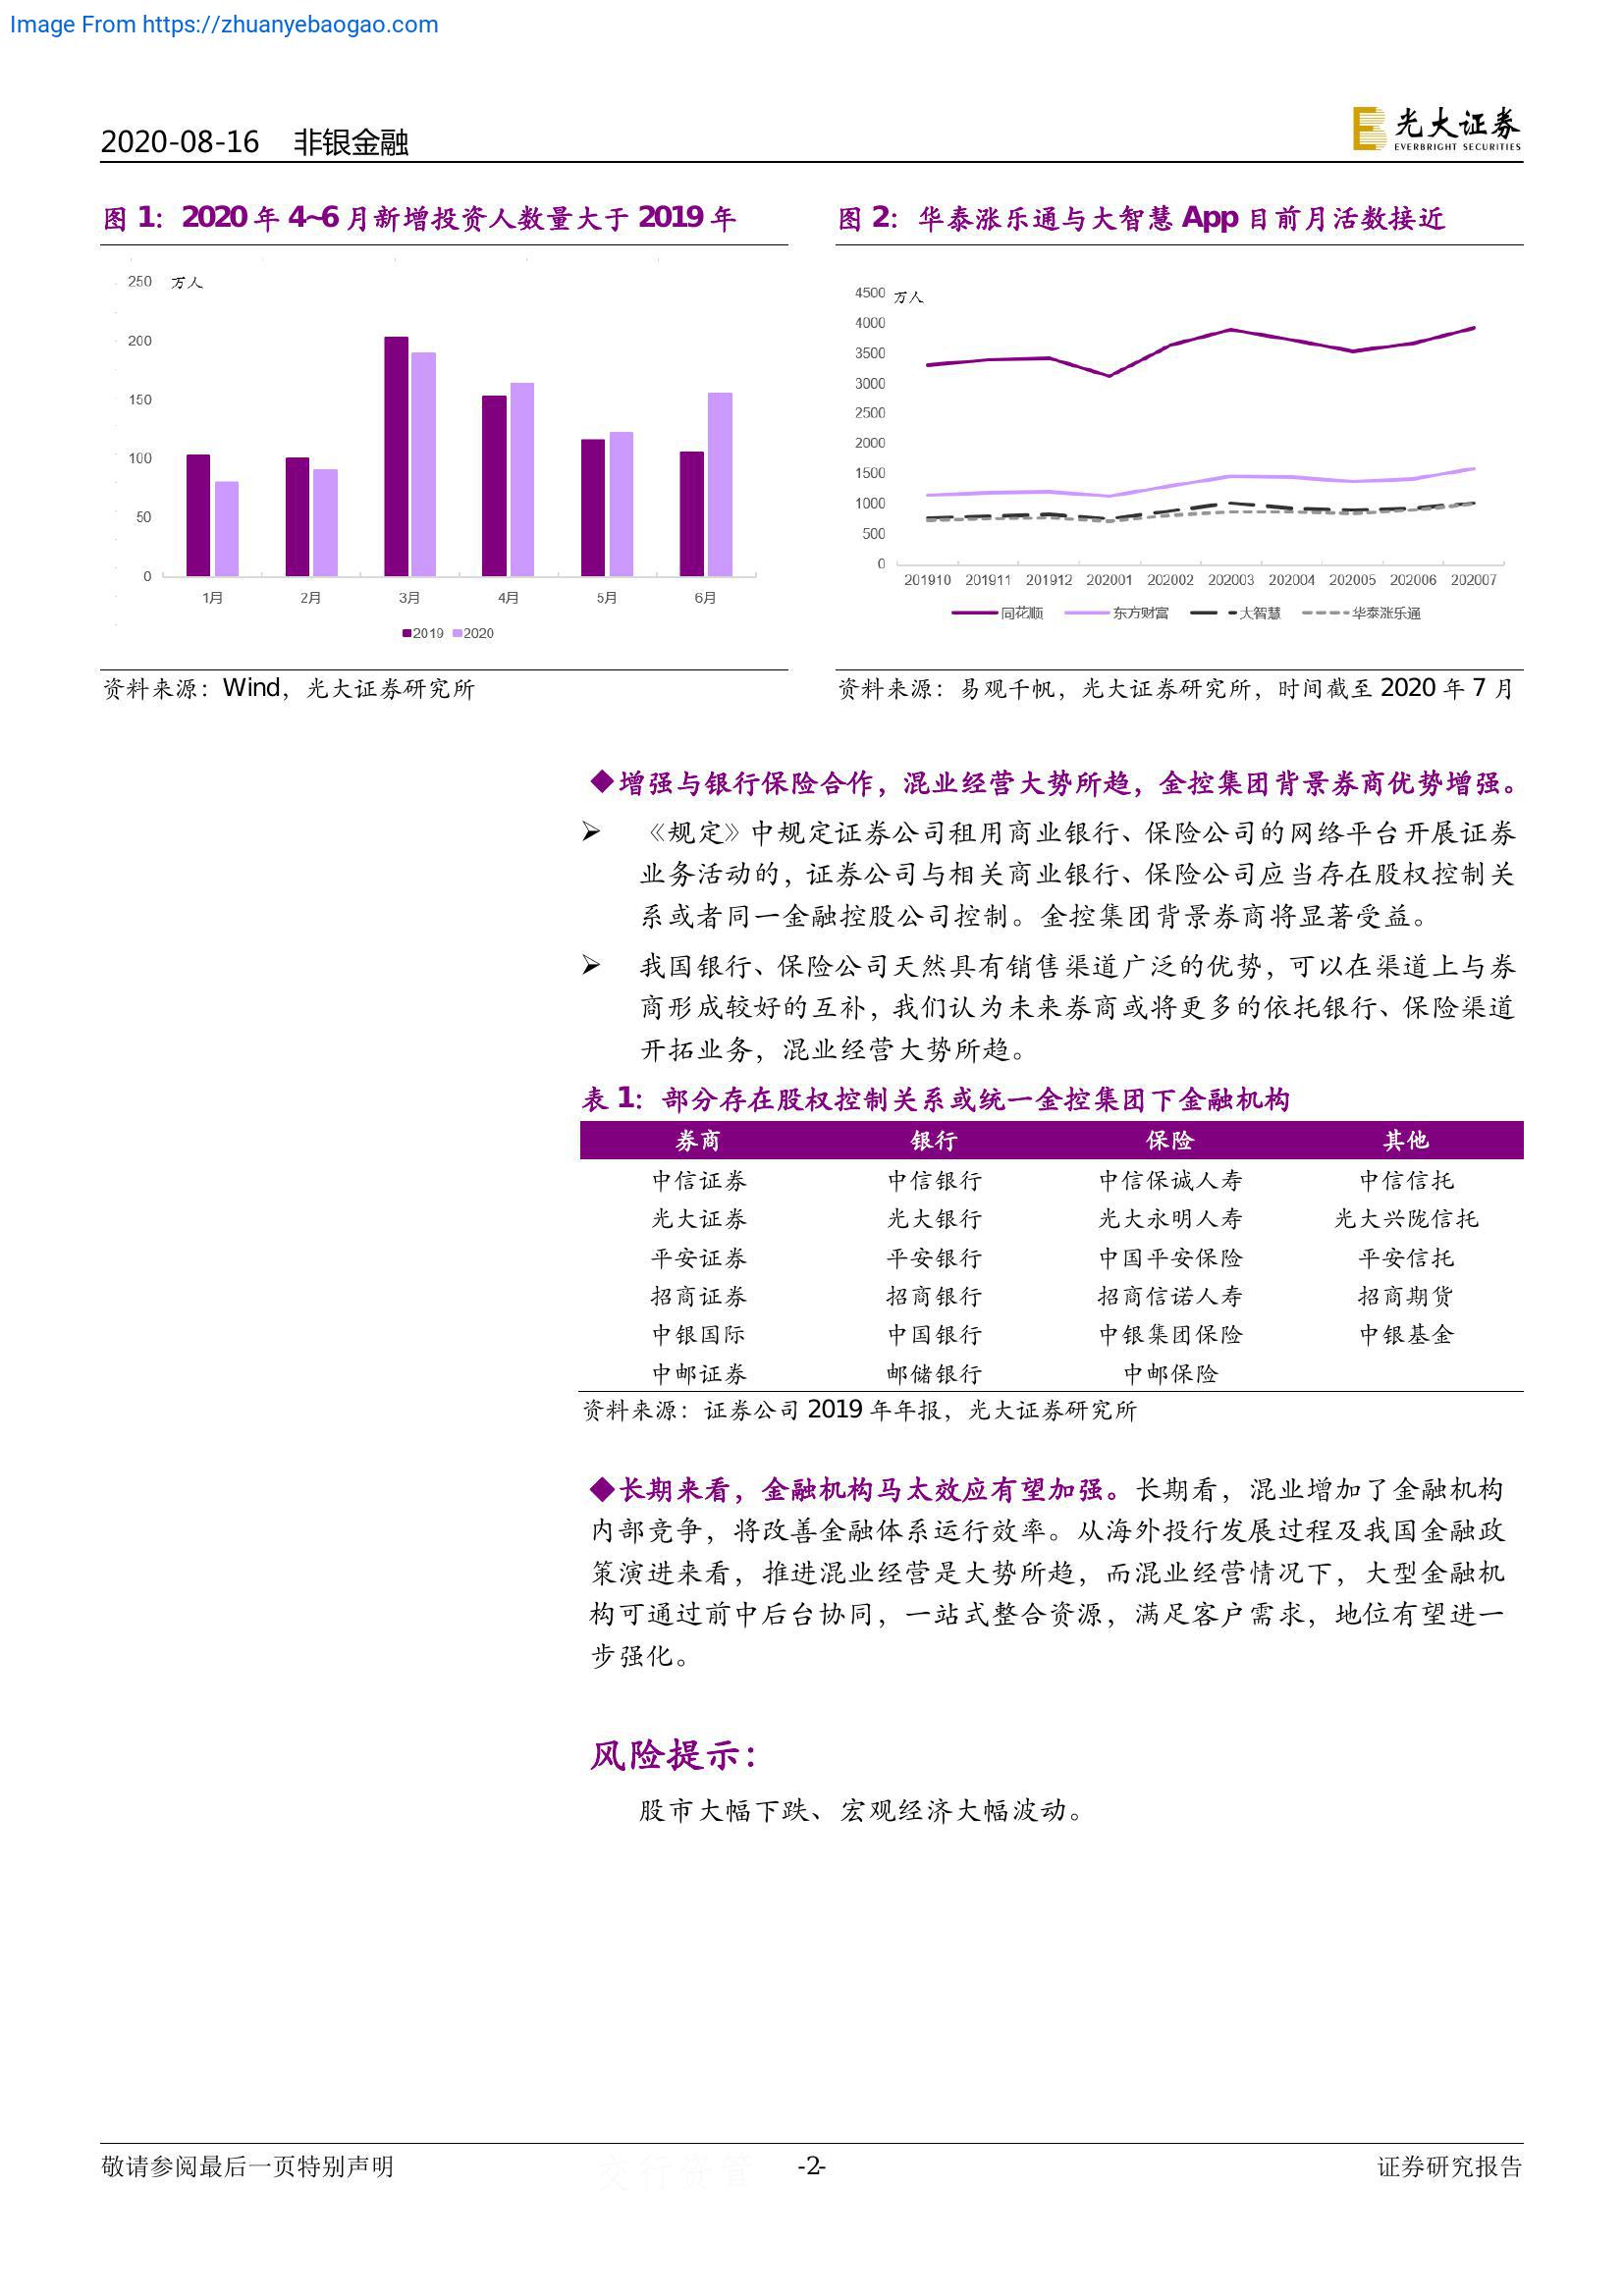 Image From https://zhuanyebaogao.com
2020-08-16 非银金融
光大证券
EVERBRIGHT SECURITIES
图 1：2020 年 4~6 月新增投资人数量大于 2019 年
250 万人
200
150
100
50
0
1月 2月 3月 4月 5月 6月
2019 2020
资料来源：Wind，光大证券研究所
图 2：华泰涨乐通与大智慧 App 目前月活数接近
4500 万人
4000
3500
3000
2500
2000
1500
1000
500
0
201910 201911 201912 202001 202002 202003 202004 202005 202006 202007
同花顺 东方财富 大智慧 华泰涨乐通
资料来源：易观千帆，光大证券研究所，时间截至 2020 年 7 月
◆增强与银行保险合作，混业经营大势所趋，金控集团背景券商优势增强。
➢ 《规定》中规定证券公司租用商业银行、保险公司的网络平台开展证券
业务活动的，证券公司与相关商业银行、保险公司应当存在股权控制关
系或者同一金融控股公司控制。金控集团背景券商将显著受益。
➢ 我国银行、保险公司天然具有销售渠道广泛的优势，可以在渠道上与券
商形成较好的互补，我们认为未来券商或将更多的依托银行、保险渠道
开拓业务，混业经营大势所趋。
表 1：部分存在股权控制关系或统一金控集团下金融机构
券商 银行 保险 其他
中信证券 中信银行 中信保诚人寿 中信信托
光大证券 光大银行 光大永明人寿 光大兴陇信托
平安证券 平安银行 中国平安保险 平安信托
招商证券 招商银行 招商信诺人寿 招商期货
中银国际 中国银行 中银集团保险 中银基金
中邮证券 邮储银行 中邮保险
资料来源：证券公司 2019 年年报，光大证券研究所
◆长期来看，金融机构马太效应有望加强。长期看，混业增加了金融机构
内部竞争，将改善金融体系运行效率。从海外投行发展过程及我国金融政
策演进来看，推进混业经营是大势所趋，而混业经营情况下，大型金融机
构可通过前中后台协同，一站式整合资源，满足客户需求，地位有望进一
步强化。
风险提示：
股市大幅下跌、宏观经济大幅波动。
敬请参阅最后一页特别声明 -2- 证券研究报告